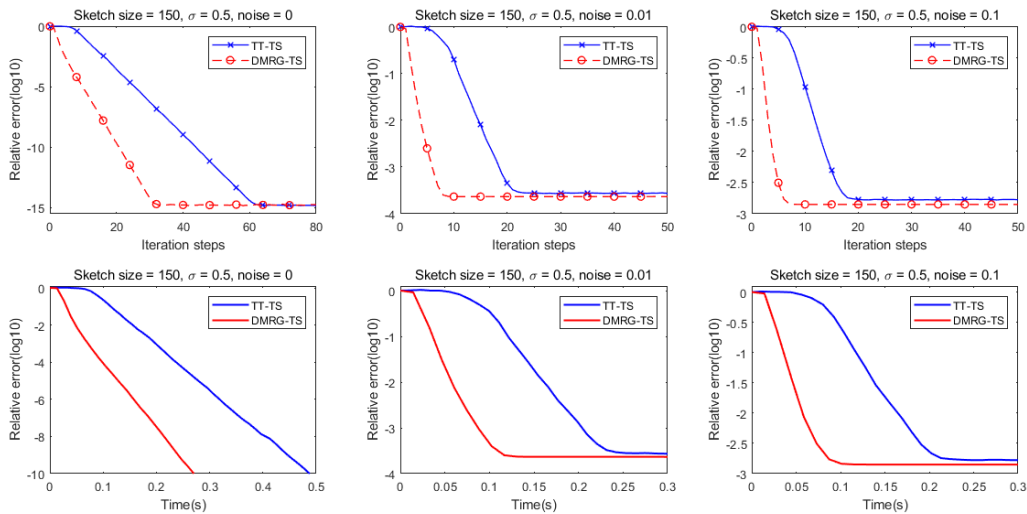 Sketch size = 150, σ = 0.5, noise = 0
Relative error(log10)
0
-5
-10
-15
TT-TS
DMRG-TS
0 20 40 60 80
Iteration steps
Sketch size = 150, σ = 0.5, noise = 0.01
Relative error(log10)
0
-1
-2
-3
-4
TT-TS
DMRG-TS
0 10 20 30 40 50
Iteration steps
Sketch size = 150, σ = 0.5, noise = 0.1
Relative error(log10)
0
-0.5
-1
-1.5
-2
-2.5
-3
TT-TS
DMRG-TS
0 10 20 30 40 50
Iteration steps
Sketch size = 150, σ = 0.5, noise = 0
Relative error(log10)
0
-2
-4
-6
-8
-10
TT-TS
DMRG-TS
0 0.1 0.2 0.3 0.4 0.5
Time(s)
Sketch size = 150, σ = 0.5, noise = 0.01
Relative error(log10)
0
-1
-2
-3
-4
TT-TS
DMRG-TS
0 0.05 0.1 0.15 0.2 0.25 0.3
Time(s)
Sketch size = 150, σ = 0.5, noise = 0.1
Relative error(log10)
0
-0.5
-1
-1.5
-2
-2.5
-3
TT-TS
DMRG-TS
0 0.05 0.1 0.15 0.2 0.25 0.3
Time(s)